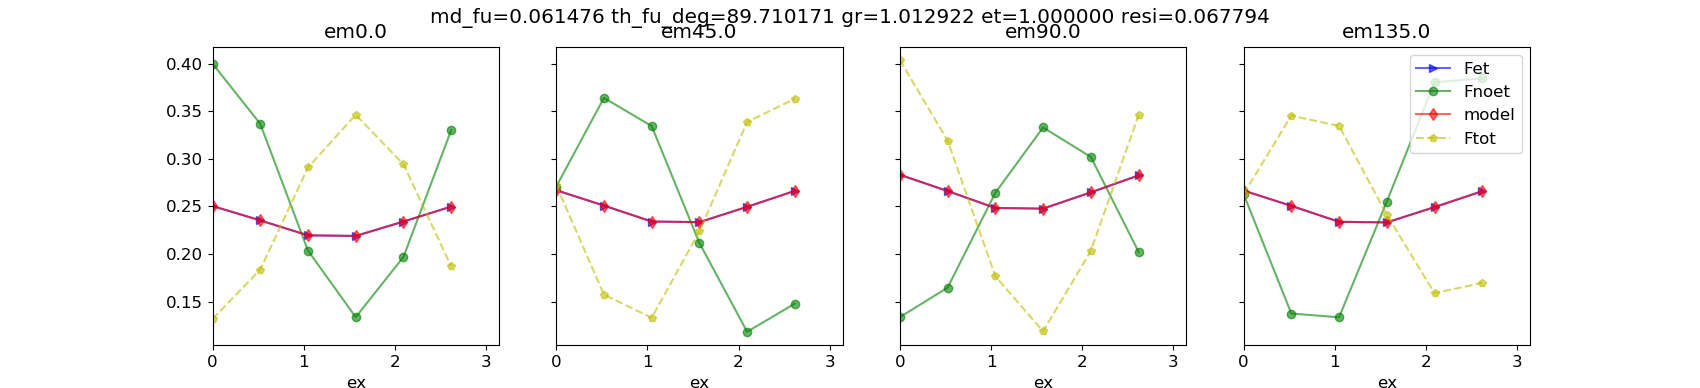 md_fu=0.061476 th_fu_deg=89.710171 gr=1.012922 et=1.000000 resi=0.067794
em0.0 em45.0 em90.0 em135.0
0.40
0.35
0.30
0.25
0.20
0.15
Fet
Fnoet
model
Ftot
0 1 2 3 0 1 2 3 0 1 2 3 0 1 2 3
ex ex ex ex